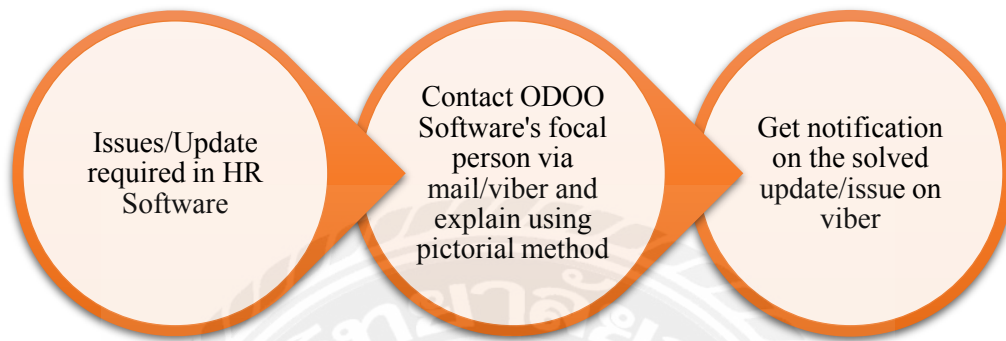 Issues/Update
required in HR
Software
Contact ODOO
Software's focal
person via
mail/viber and
explain using
pictorial method
Get notification
on the solved
update/issue on
viber